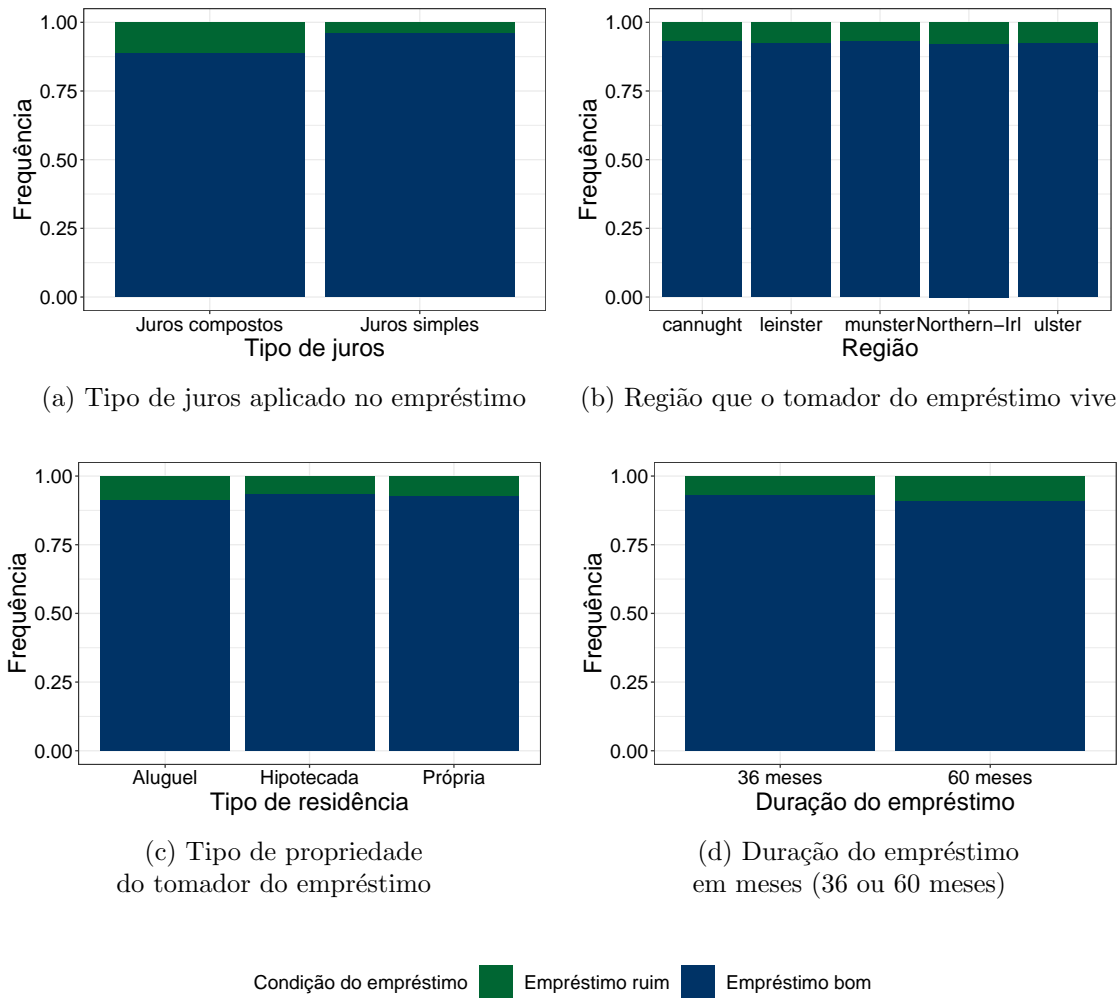 1.00
0.75
0.50
0.25
0.00
Frequência
Juros compostos Juros simples
Tipo de juros
(a) Tipo de juros aplicado no empréstimo
1.00
0.75
0.50
0.25
0.00
Frequência
cannught leinster munster Northern−Irl ulster
Região
(b) Região que o tomador do empréstimo vive
1.00
0.75
0.50
0.25
0.00
Frequência
Aluguel Hipotecada Própria
Tipo de residência
(c) Tipo de propriedade
do tomador do empréstimo
1.00
0.75
0.50
0.25
0.00
Frequência
36 meses 60 meses
Duração do empréstimo
(d) Duração do empréstimo
em meses (36 ou 60 meses)
Condição do empréstimo Empréstimo ruim Empréstimo bom